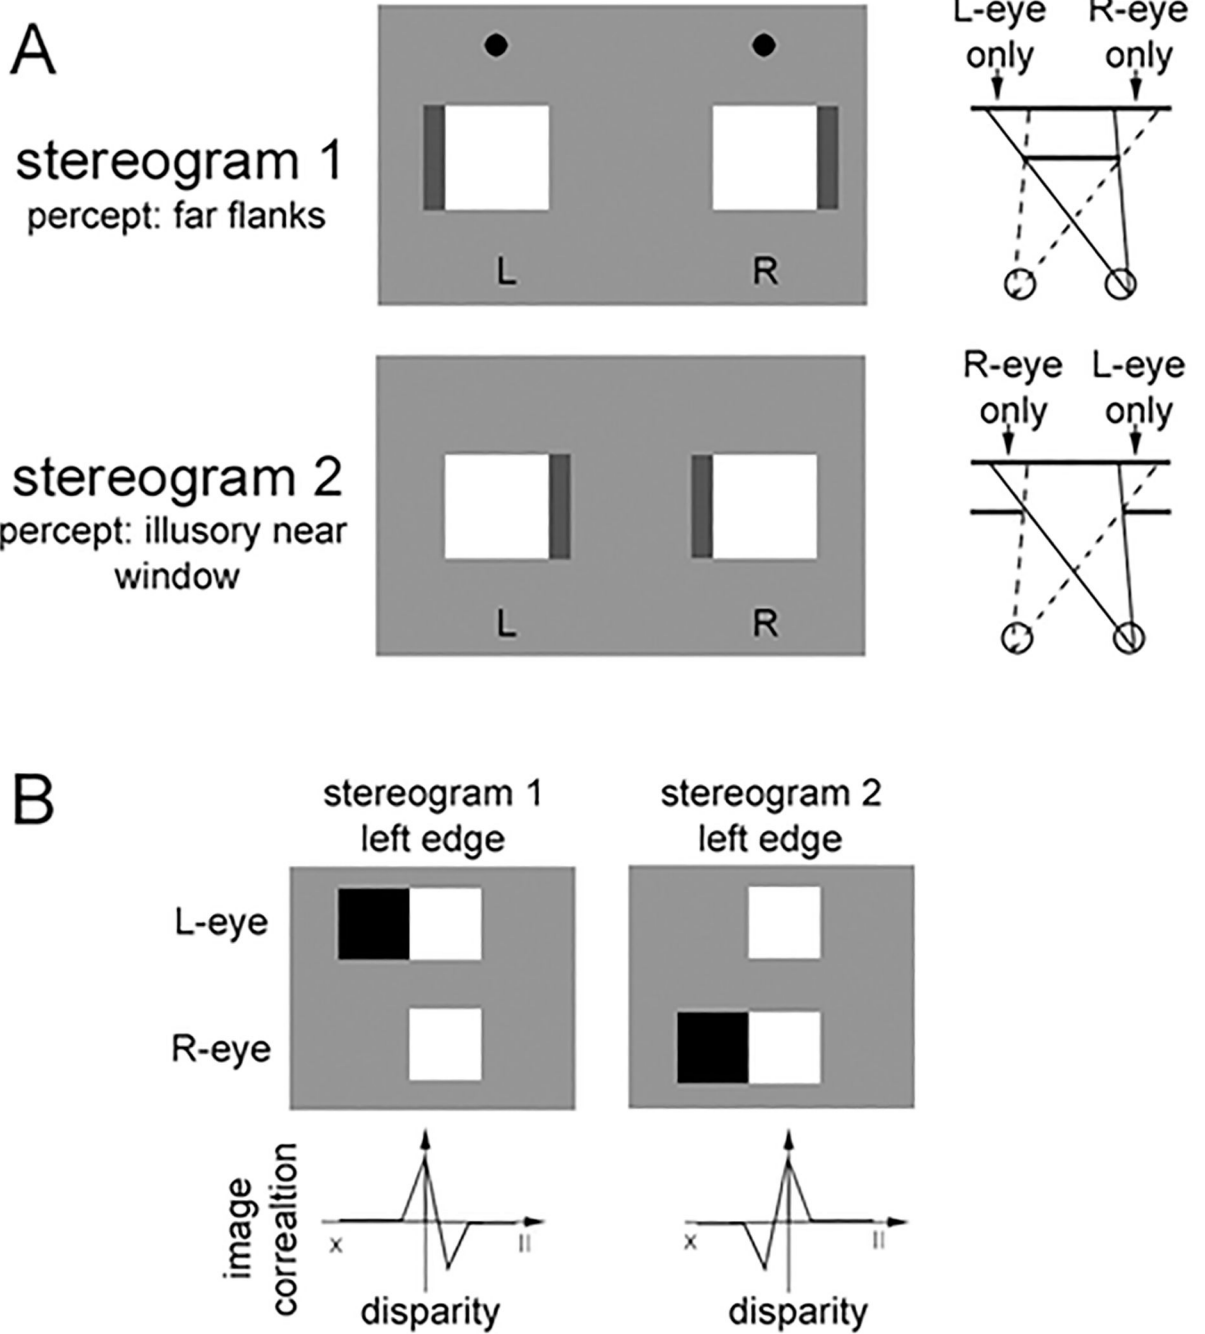 A
stereogram 1
percept: far flanks
L
R
L-eye R-eye
only only
stereogram 2
percept: illusory near
window
L
R
R-eye L-eye
only only
B
stereogram 1
left edge
stereogram 2
left edge
L-eye
R-eye
image
correaltion
x
II
disparity
x
II
disparity